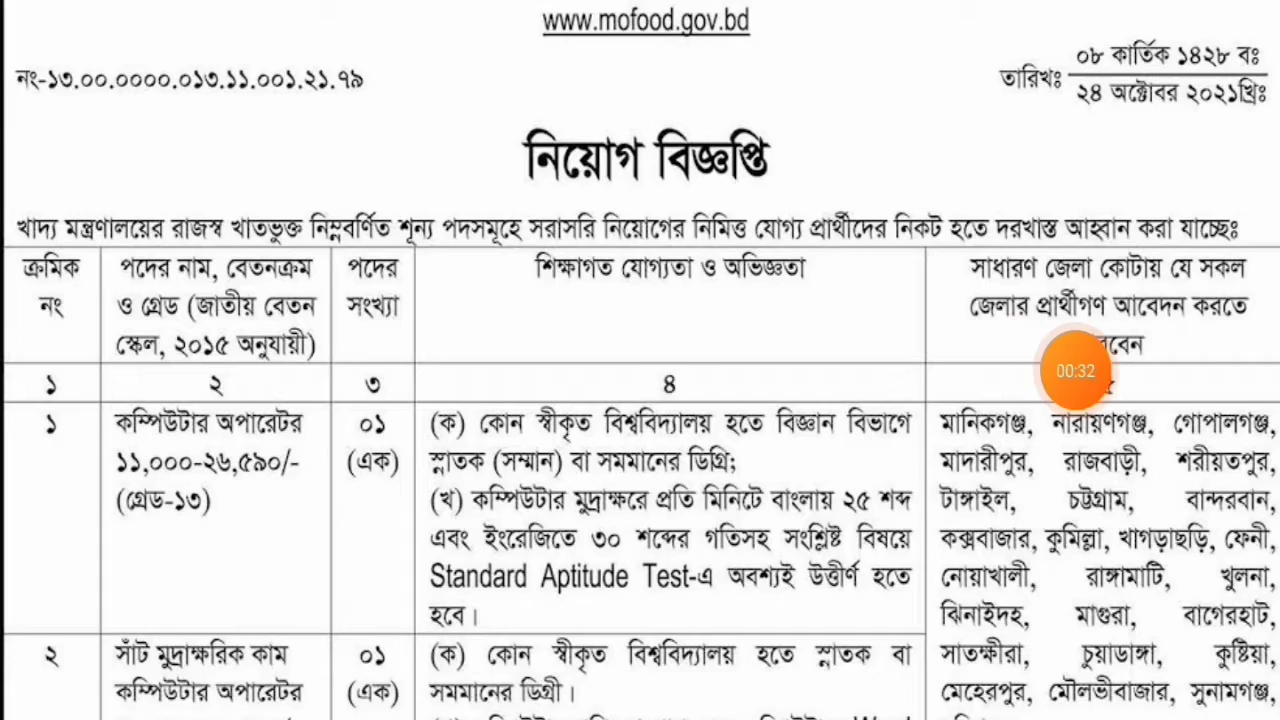 www.mofood.gov.bd
নং-১৩.০০.০০০০.০১৩.১১.০০১.২১.৭৯
তারিখঃ ০৮ কার্তিক ১৪২৮ বঃ
২৪ অক্টোবর ২০২১খ্রিঃ
নিয়োগ বিজ্ঞপ্তি
খাদ্য মন্ত্রণালয়ের রাজস্ব খাতভুক্ত নিম্নবর্ণিত শূন্য পদসমূহে সরাসরি নিয়োগের নিমিত্ত যোগ্য প্রার্থীদের নিকট হতে দরখাস্ত আহ্বান করা যাচ্ছেঃ
ক্রমিক নং
পদের নাম, বেতনক্রম
ও গ্রেড (জাতীয় বেতন
স্কেল, ২০১৫ অনুযায়ী)
পদের
সংখ্যা
শিক্ষাগত যোগ্যতা ও অভিজ্ঞতা
সাধারণ জেলা কোটায় যে সকল
জেলার প্রার্থীগণ আবেদন করতে
00:32
১
২
৩
৪
১
কম্পিউটার অপারেটর
১১,০০০-২৬,৫৯০/-
(গ্রেড-১৩)
০১
(এক)
(ক) কোন স্বীকৃত বিশ্ববিদ্যালয় হতে বিজ্ঞান বিভাগে
স্নাতক (সম্মান) বা সমমানের ডিগ্রি;
(খ) কম্পিউটার মুদ্রাক্ষরে প্রতি মিনিটে বাংলায় ২৫ শব্দ
এবং ইংরেজিতে ৩০ শব্দের গতিসহ সংশ্লিষ্ট বিষয়ে
Standard Aptitude Test-এ অবশ্যই উত্তীর্ণ হতে
হবে।
মানিকগঞ্জ, নারায়ণগঞ্জ, গোপালগঞ্জ,
মাদারীপুর, রাজবাড়ী, শরীয়তপুর,
টাঙ্গাইল, চট্টগ্রাম, বান্দরবান,
কক্সবাজার, কুমিল্লা, খাগড়াছড়ি, ফেনী,
নোয়াখালী, রাঙ্গামাটি, খুলনা,
ঝিনাইদহ, মাগুরা, বাগেরহাট,
সাতক্ষীরা, চুয়াডাঙ্গা, কুষ্টিয়া,
মেহেরপুর, মৌলভীবাজার, সুনামগঞ্জ,
২
সাঁট মুদ্রাক্ষরিক কাম
কম্পিউটার অপারেটর
০১
(এক)
(ক) কোন স্বীকৃত বিশ্ববিদ্যালয় হতে স্নাতক বা
সমমানের ডিগ্রী।